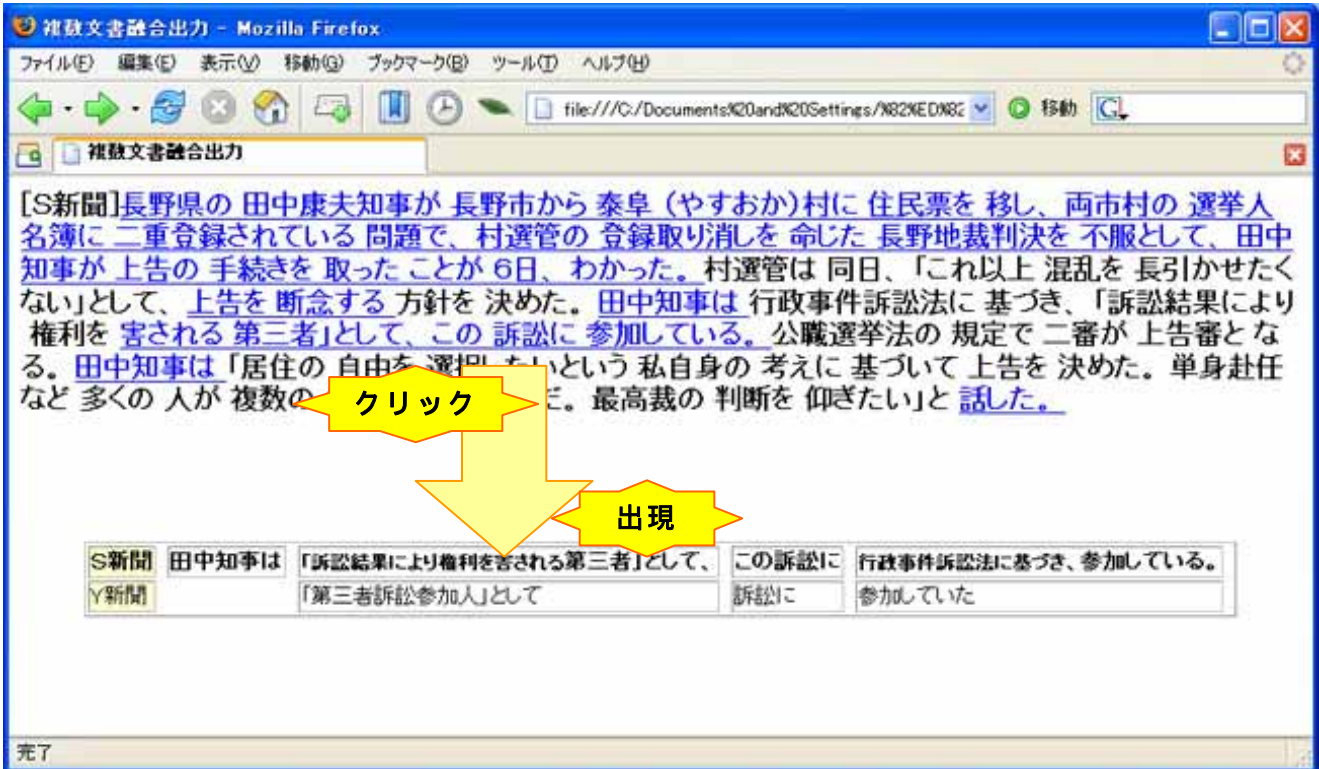 複数文書融合出力 - Mozilla Firefox
ファイル(F) 編集(E) 表示(V) 移動(G) ブックマーク(B) ツール(T) ヘルプ(H)
file:///C:/Documents%20and%20Settings/%82%ED%82 移動
複数文書融合出力
[S新聞]長野県の 田中康夫知事が 長野市から 泰阜 (やすおか)村に 住民票を 移し、 両市村の 選挙人
名簿に 二重登録されている 問題で、 村選管の 登録取り消しを 命じた 長野地裁判決を 不服として、 田中
知事が 上告の 手続きを 取った ことが 6日、 わかった。 村選管は 同日、「これ以上 混乱を 長引かせたく
ない」として、 上告を 断念する 方針を 決めた。 田中知事は 行政事件訴訟法に 基づき、「訴訟結果により
権利を 害される 第三者」として、 この 訴訟に 参加している。 公職選挙法の 規定で 二審が 上告審と な
る。 田中知事は 「居住の 自由を 選択したいという 私自身の 考えに 基づいて 上告を 決めた。 単身赴任
など 多くの 人が 複数の だ。 最高裁の 判断を 仰ぎたい」と 話した。
クリック
出現
S新聞 田中知事は 「訴訟結果により権利を害される第三者」として、 この訴訟に 行政事件訴訟法に基づき、参加している。
Y新聞 「第三者訴訟参加人」として 訴訟に 参加していた
完了